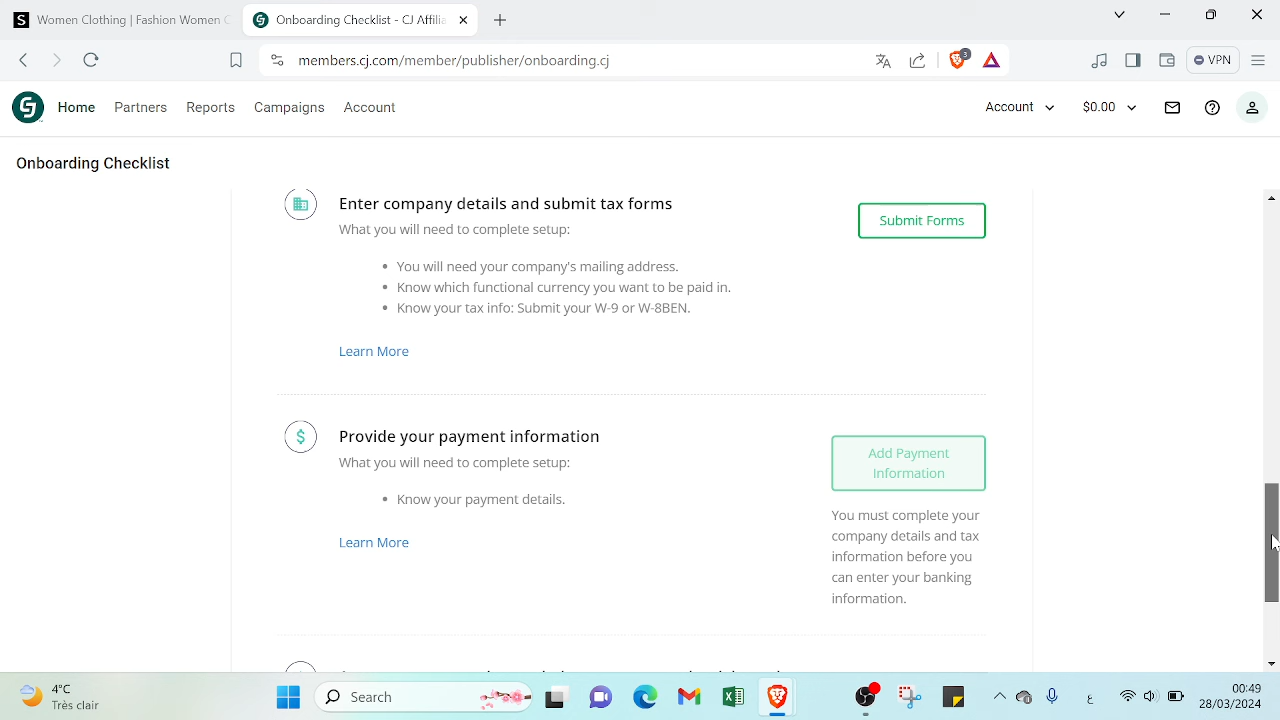 Women Clothing | Fashion Women C
Onboarding Checklist - CJ Affilia
members.cj.com/member/publisher/onboarding.cj
3
VPN
Home Partners Reports Campaigns Account
Account $0.00
Onboarding Checklist
Enter company details and submit tax forms
Submit Forms
What you will need to complete setup:
You will need your company's mailing address.
Know which functional currency you want to be paid in.
Know your tax info: Submit your W-9 or W-8BEN.
Learn More
Provide your payment information
Add Payment
Information
What you will need to complete setup:
Know your payment details.
Learn More
You must complete your
company details and tax
information before you
can enter your banking
information.
4°C
Très clair
Search
ع
00:49
28/03/2024